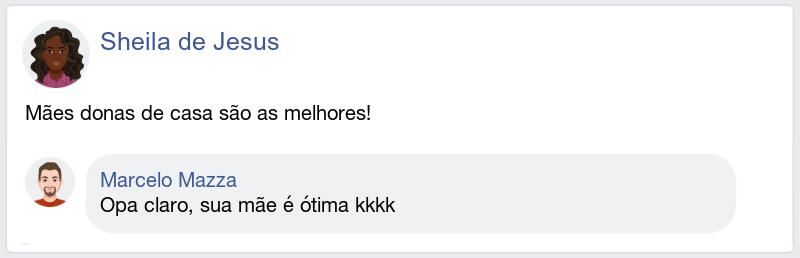 Sheila de Jesus
Mães donas de casa são as melhores!
Marcelo Mazza
Opa claro, sua mãe é ótima kkkk